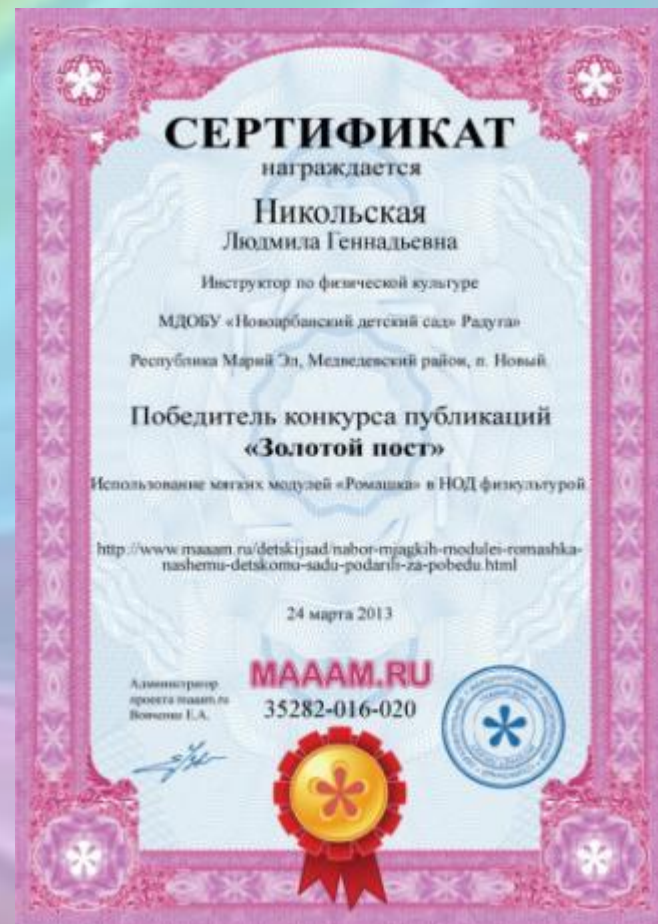 СЕРТИФИКАТ
награждается
Никольская
Людмила Геннадьевна
Инструктор по физической культуре
МДОБУ «Новоарбанский детский сад» Радуга»
Республика Марий Эл, Медведевский район, п. Новый
Победитель конкурса публикаций
«Золотой пост»
Использование мягких модулей «Ромашка» в НОД физкультурой
http://www.maaam.ru/detskijsad/nabor-mjagkih-modulei-romashka-
nashemu-detskomu-sadu-podarili-za-pobedu.html
24 марта 2013
Администратор
проекта maaam.ru
Вовченко Е.А.
MAAAM.RU
35282-016-020